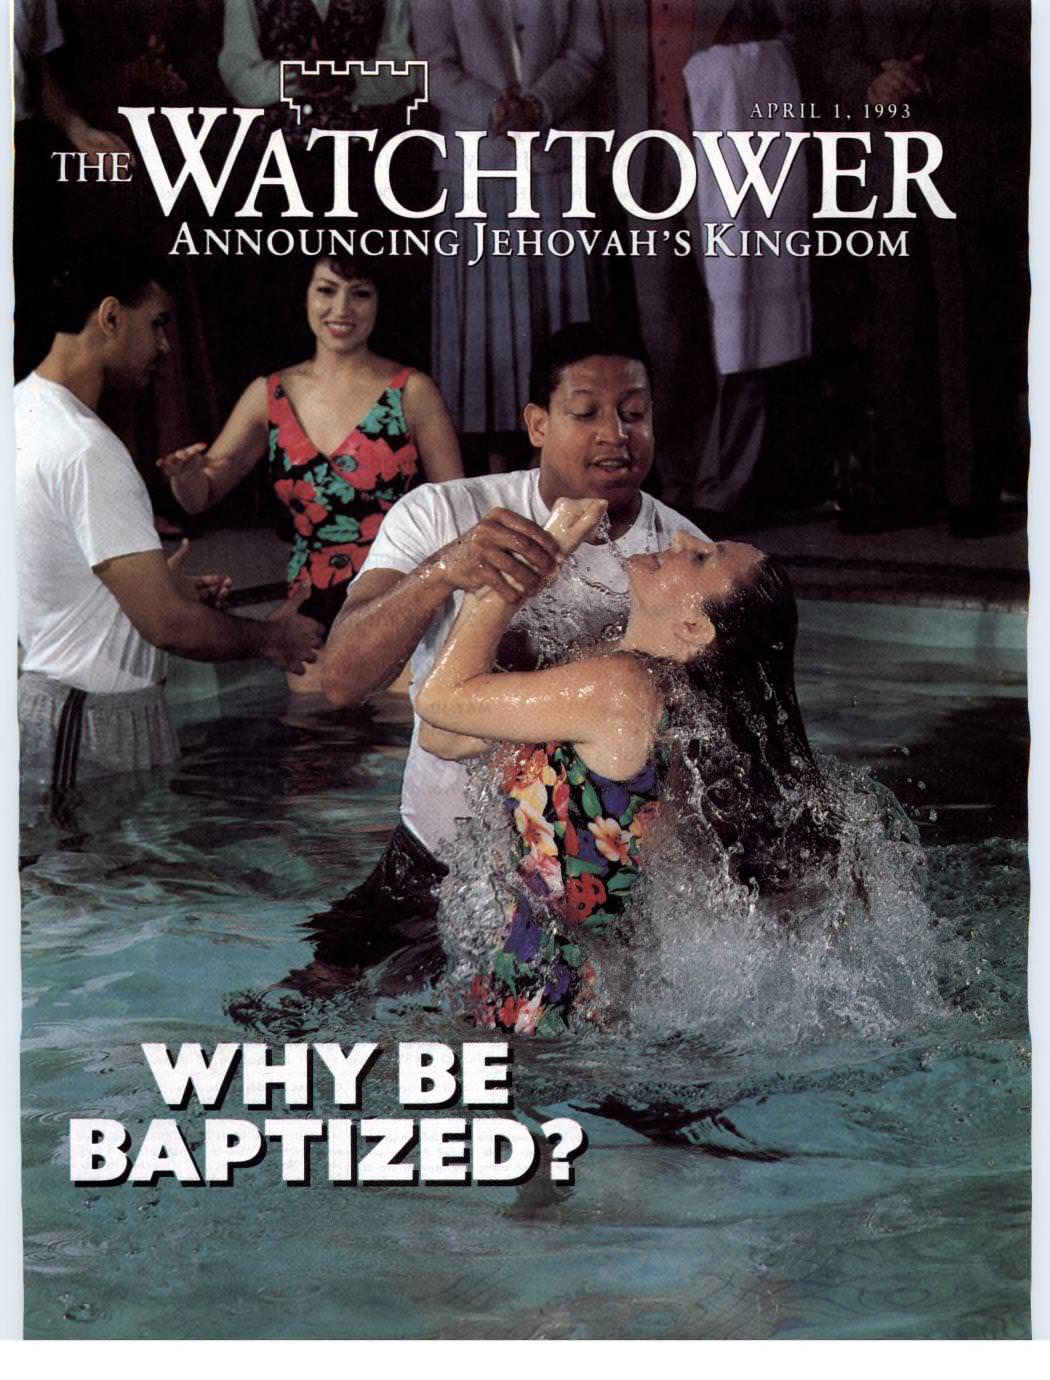 APRIL 1, 1993
THE WATCHTOWER
ANNOUNCING JEHOVAH'S KINGDOM
WHY BE
BAPTIZED?